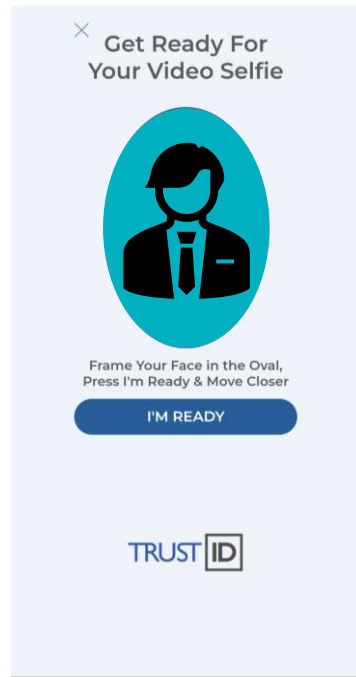 Get Ready For
Your Video Selfie
Frame Your Face in the Oval,
Press I'm Ready & Move Closer
I'M READY
TRUST ID